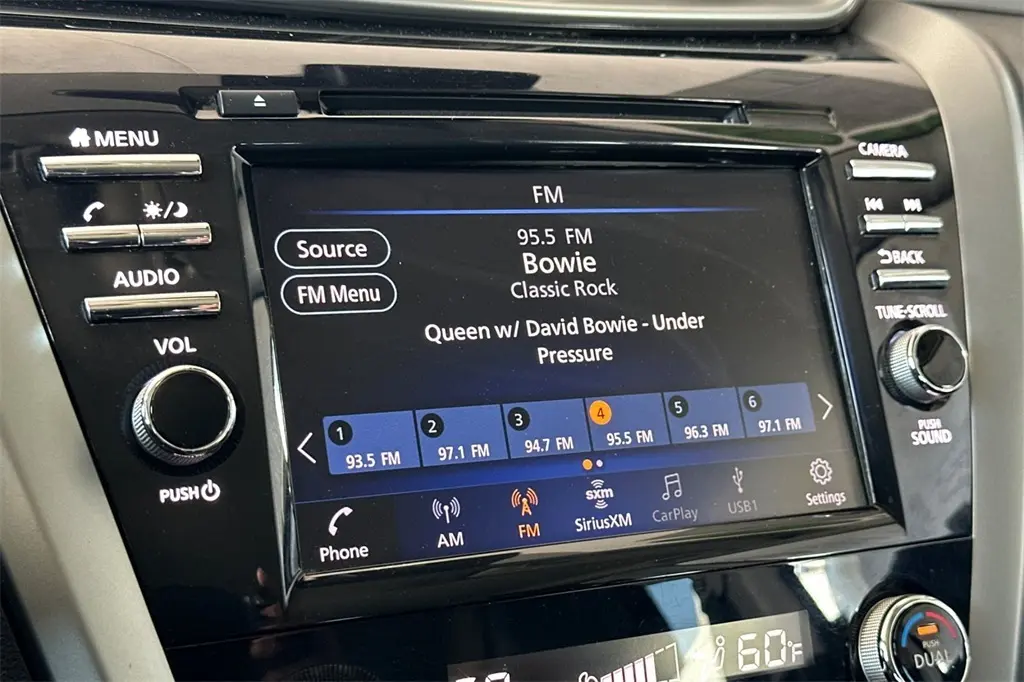 MENU
CAMERA
FM
95.5 FM
Source
Bowie
BACK
AUDIO
Classic Rock
FM Menu
TUNE·SCROLL
Queen w/ David Bowie - Under
Pressure
VOL
1 2 3 4 5 6
93.5 FM 97.1 FM 94.7 FM 95.5 FM 96.3 FM 97.1 FM
PUSH
SOUND
PUSH
Phone AM FM SiriusXM CarPlay USB1 Settings
sxm
60°F
PUSH
DUAL